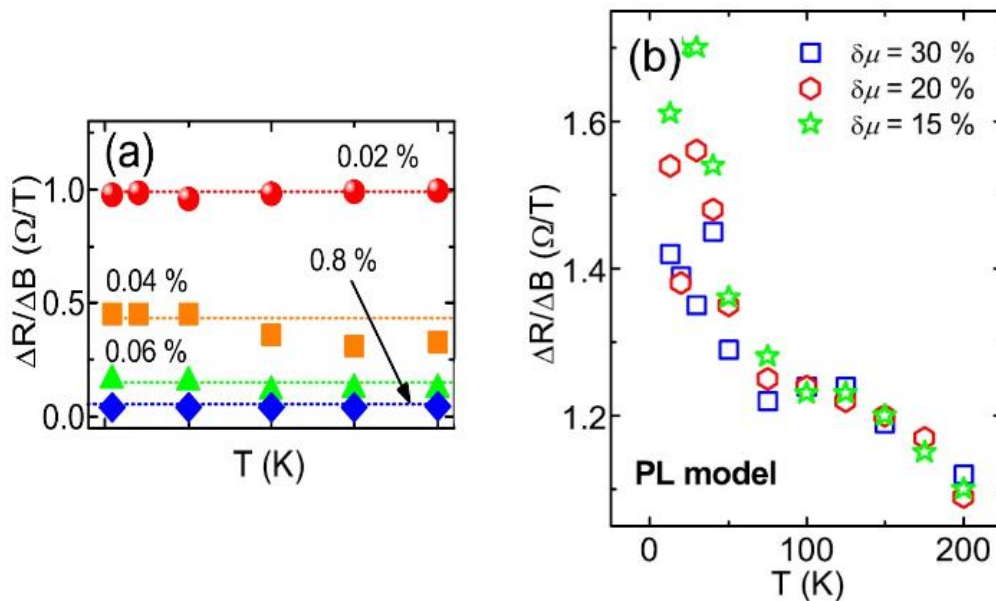 (a)
0.02 %
0.8 %
0.04 %
0.06 %
1.0
0.5
0.0
ΔR/ΔB (Ω/T)
T (K)
(b)
δμ = 30 %
δμ = 20 %
δμ = 15 %
1.6
1.4
1.2
ΔR/ΔB (Ω/T)
PL model
0
100
200
T (K)